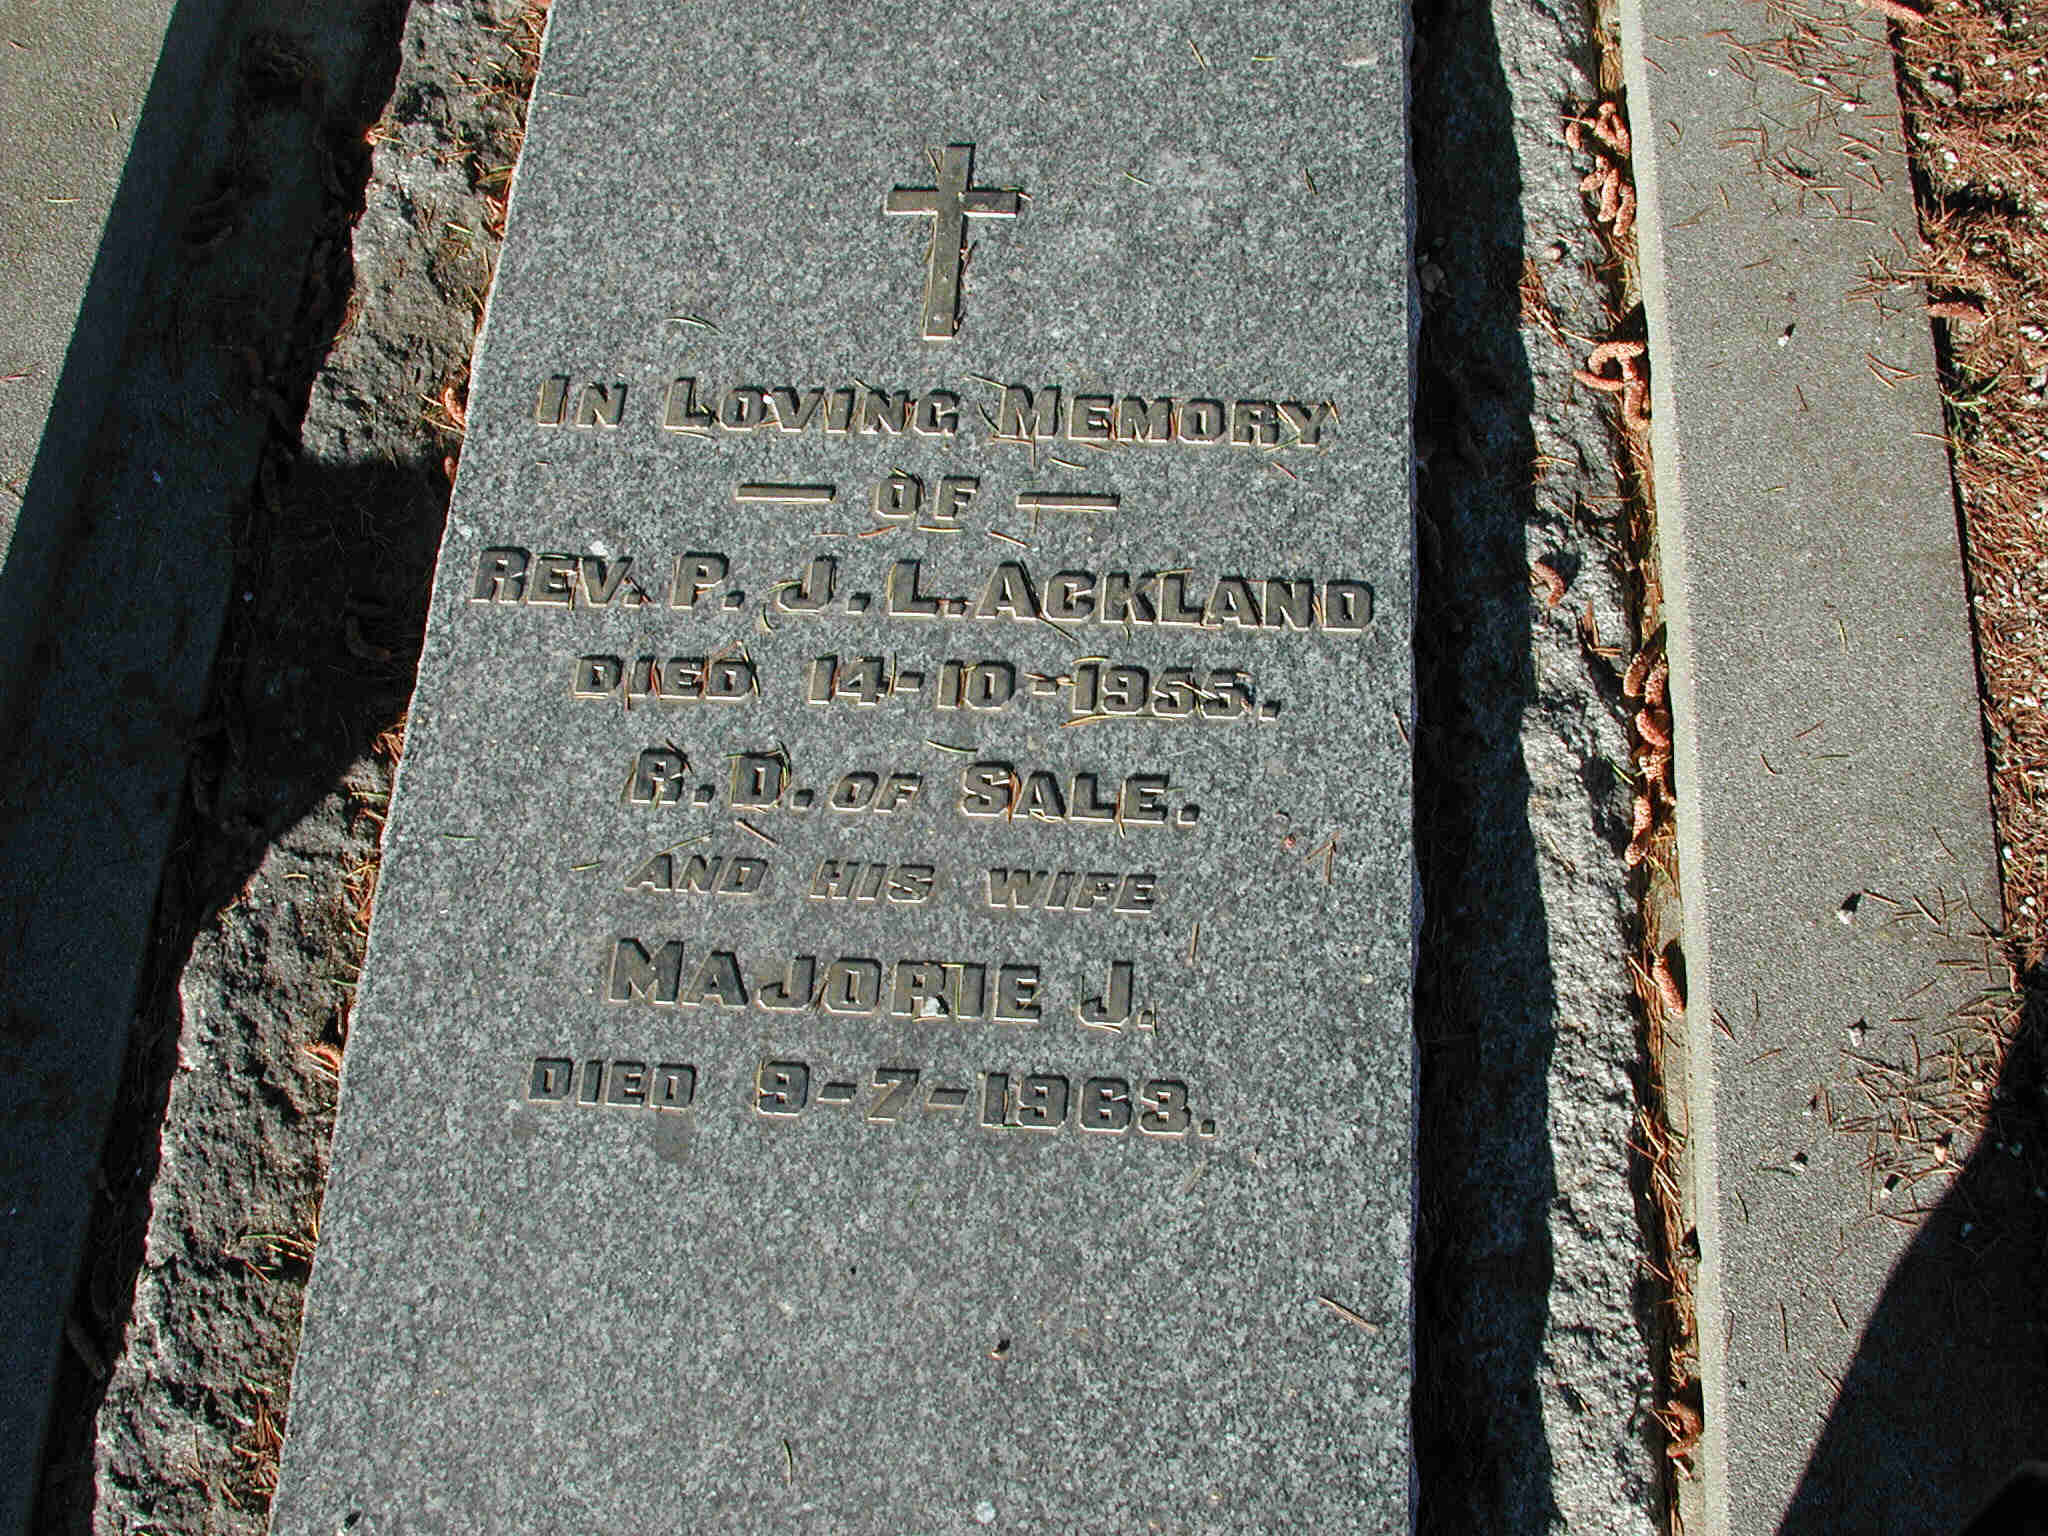 IN LOVING MEMORY
— OF —
REV. P. J. L. ACKLAND
DIED 14-10-1955.
R.D. OF SALE.
AND HIS WIFE
MARJORIE J.
DIED 9-7-1963.